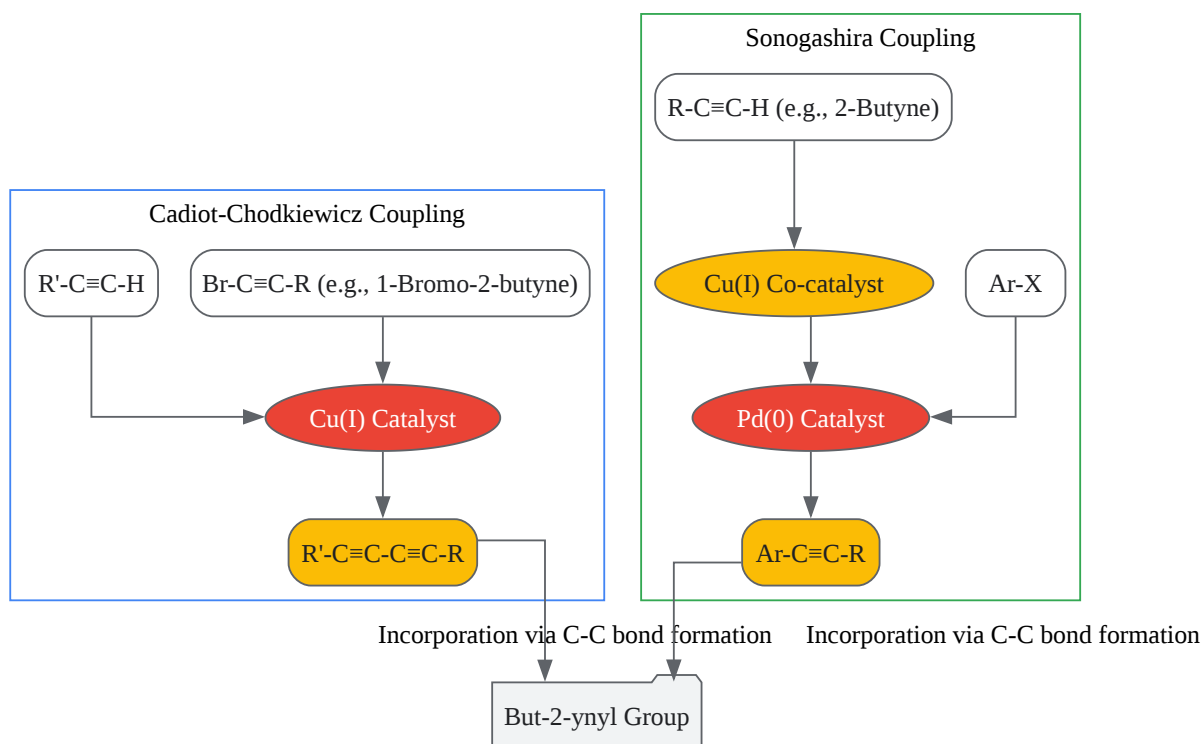 Sonogashira Coupling
R-C≡C-H (e.g., 2-Butyne)
Cadiot-Chodkiewicz Coupling
R'-C≡C-H
Br-C≡C-R (e.g., 1-Bromo-2-butyne)
Cu(I) Co-catalyst
Ar-X
Cu(I) Catalyst
Pd(0) Catalyst
R'-C≡C-C≡C-R
Ar-C≡C-R
Incorporation via C-C bond formation
Incorporation via C-C bond formation
But-2-ynyl Group